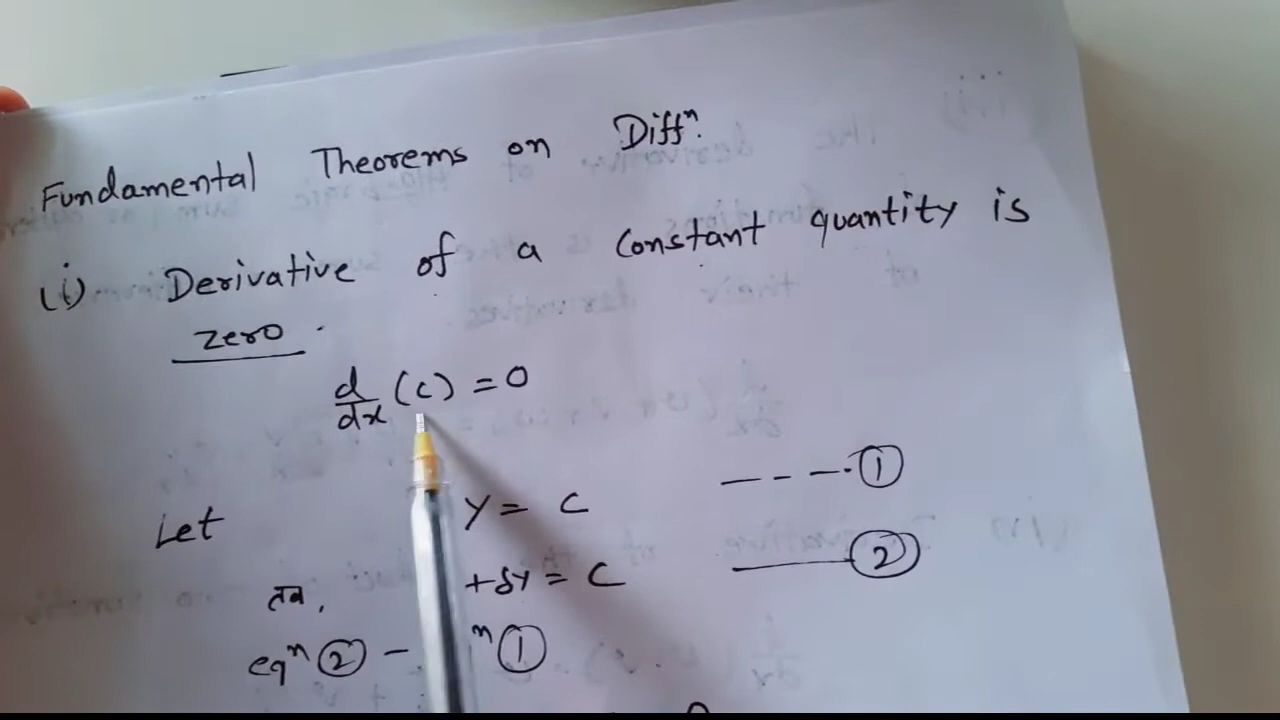 Fundamental Theorems on Diffⁿ.
(i) Derivative of a constant quantity is
zero.
d/dx (c) = 0
Let y = c ----①
तब, +δy = c ——②
eqⁿ ② - ⁿ ①